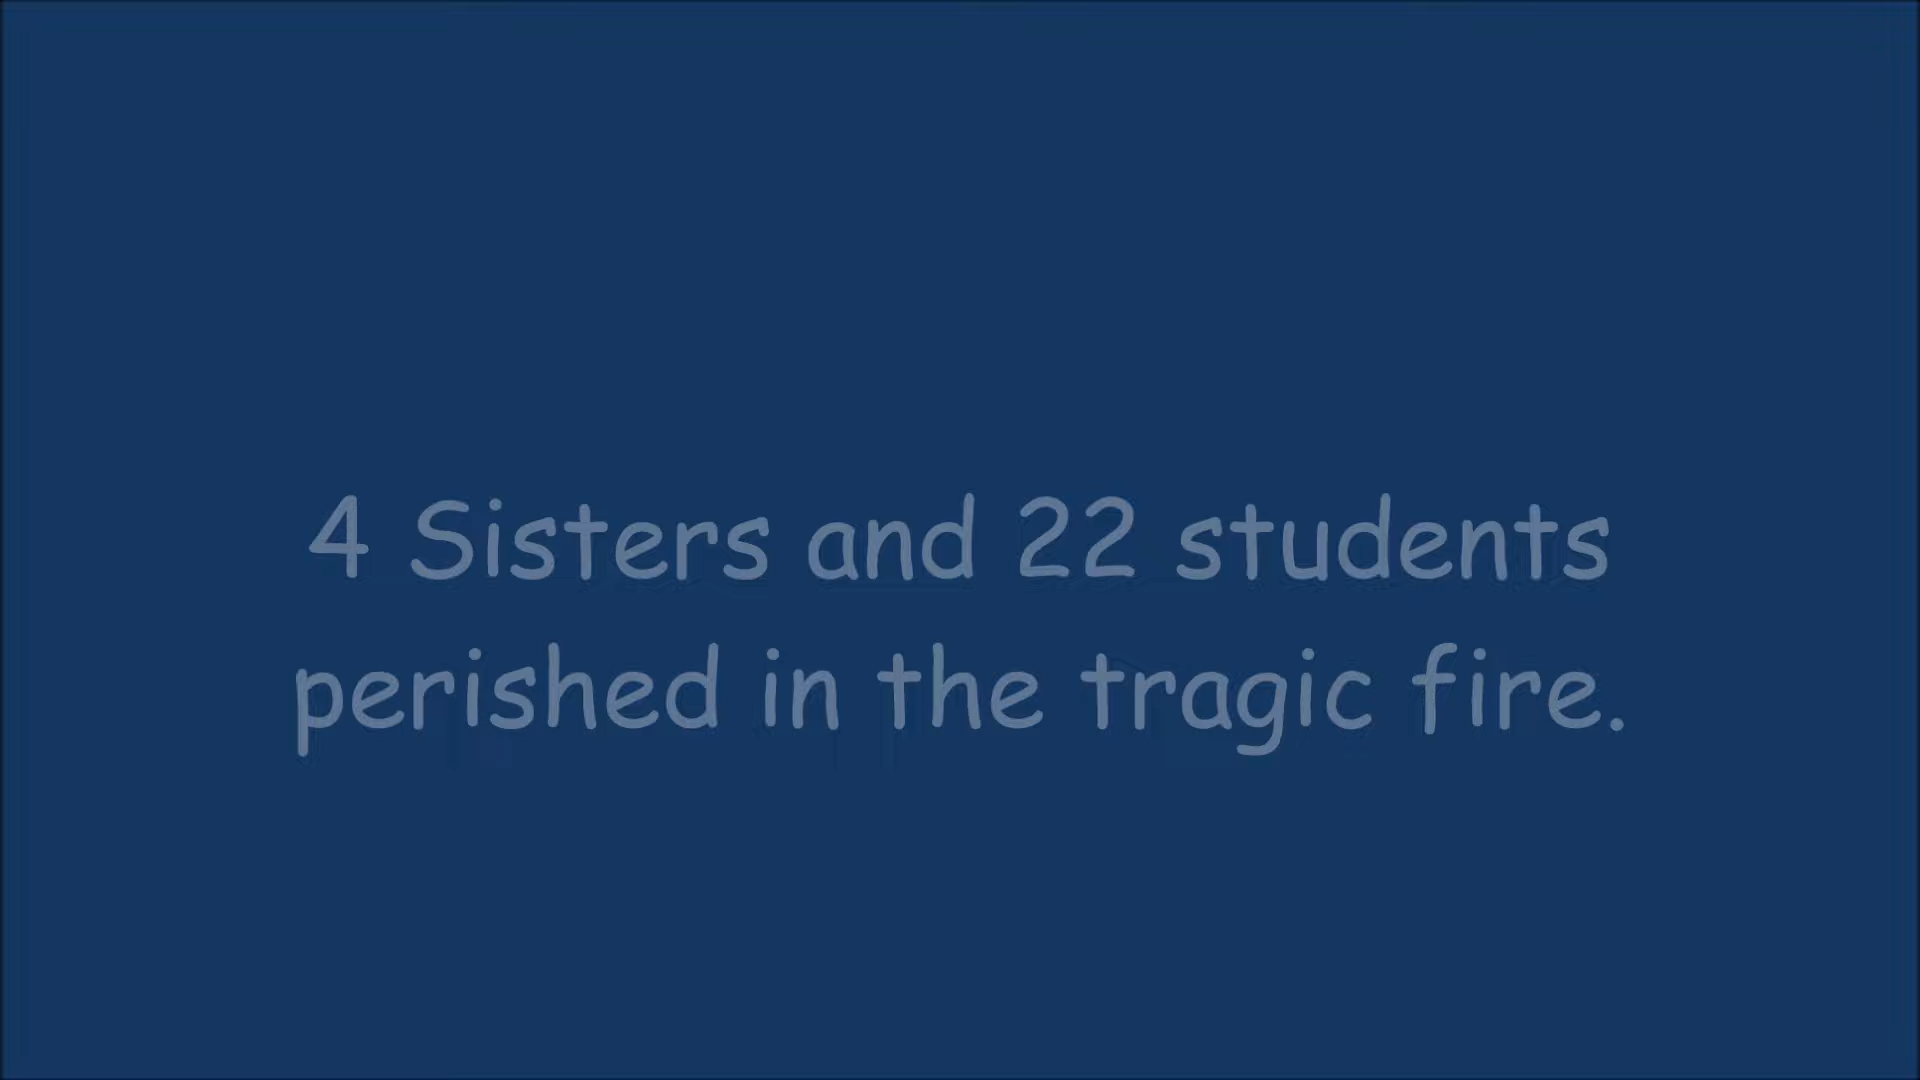 4 Sisters and 22 students
perished in the tragic fire.